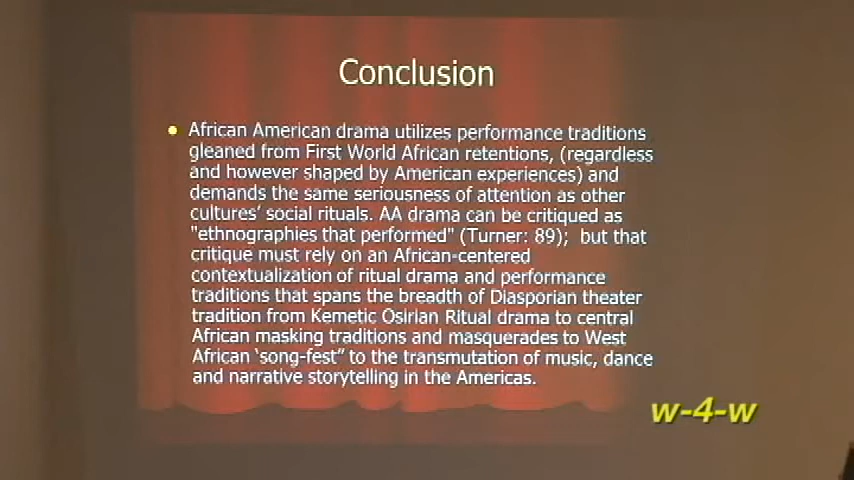 Conclusion
• African American drama utilizes performance traditions
gleaned from First World African retentions, (regardless
and however shaped by American experiences) and
demands the same seriousness of attention as other
cultures' social rituals. AA drama can be critiqued as
"ethnographies that performed" (Turner: 89);  but that
critique must rely on an African-centered
contextualization of ritual drama and performance
traditions that spans the breadth of Diasporian theater
tradition from Kemetic Osirian Ritual drama to central
African masking traditions and masquerades to West
African ‘song-fest” to the transmutation of music, dance
and narrative storytelling in the Americas.
w-4-w